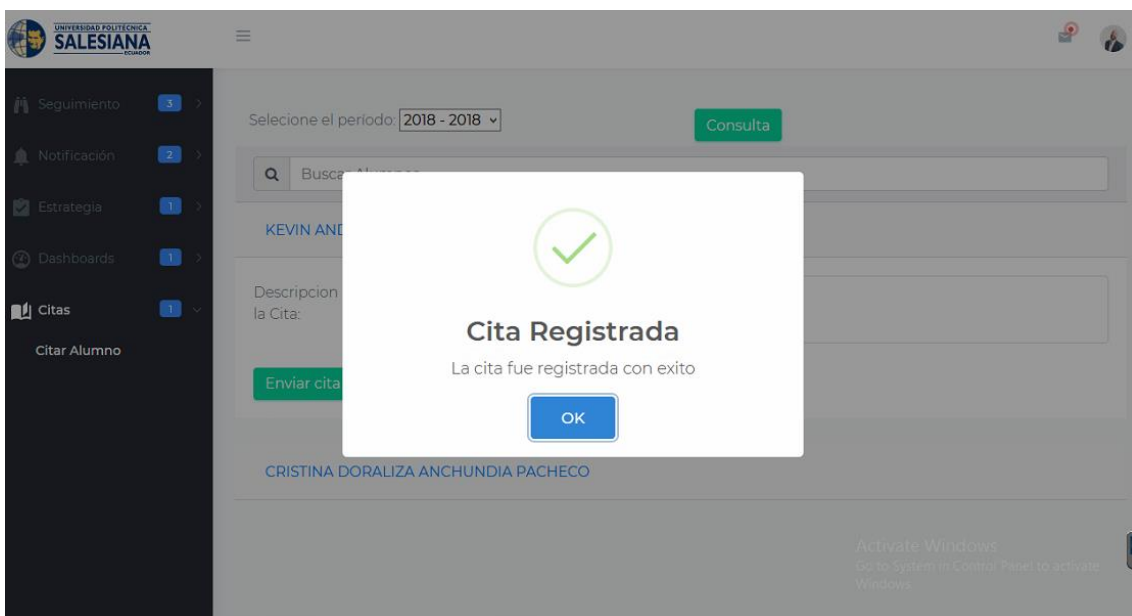 UNIVERSIDAD POLITÉCNICA
SALESIANA
ECUADOR
Seguimiento 3
Notificación 2
Estrategia 1
Dashboards 1
Citas 1
Citar Alumno
Selecione el período: 2018 - 2018
Consulta
Busca
KEVIN AND
Descripcion
la Cita:
Enviar cita
Cita Registrada
La cita fue registrada con exito
OK
CRISTINA DORALIZA ANCHUNDIA PACHECO
Activate Windows
Go to System in Control Panel to activate
Windows.